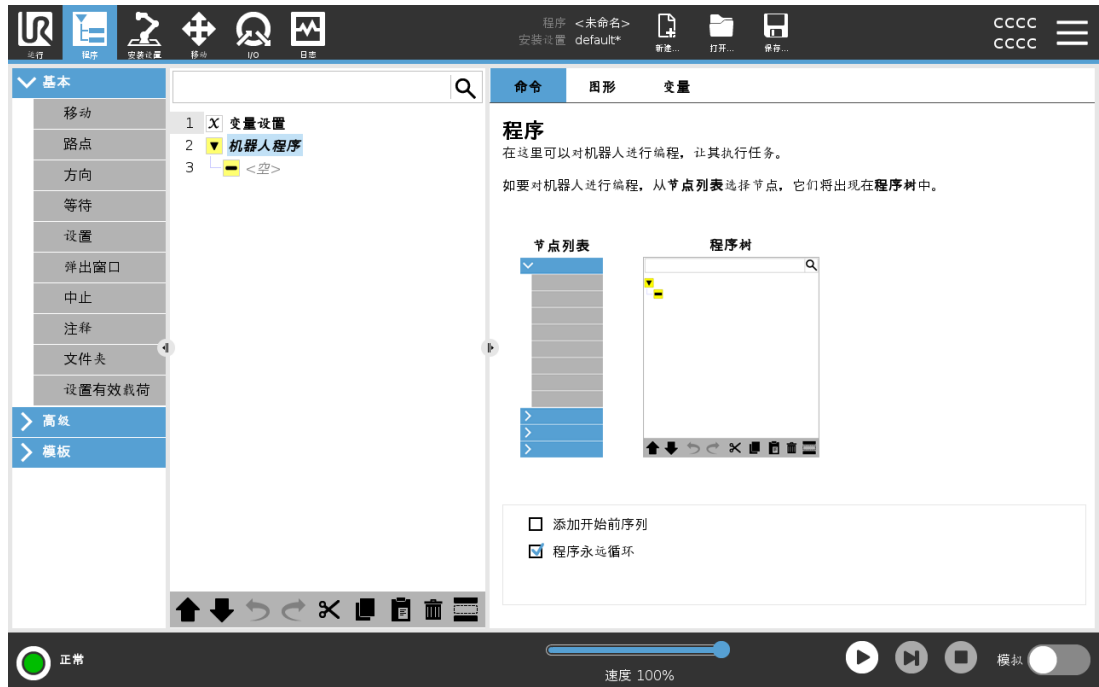 程序 <未命名>
安装设置 default*
CCCC
CCCC
运行
程序
安装设置
移动
I/O
日志
新建...
打开...
保存...
基本
移动
路点
方向
等待
设置
弹出窗口
中止
注释
文件夹
设置有效载荷
高级
模板
1 x 变量设置
2 机器人程序
3 <空>
命令 图形 变量
程序
在这里可以对机器人进行编程，让其执行任务。
如要对机器人进行编程，从节点列表选择节点，它们将出现在程序树中。
节点列表 程序树
添加开始前序列
程序永远循环
正常
速度 100%
模拟